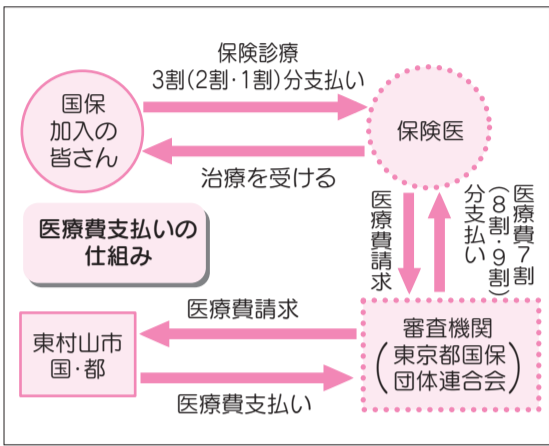 保険診療
3割(2割・1割)分支払い
国保
加入の
皆さん
保険医
治療を受ける
医療費支払いの
仕組み
医療費請求
医療費7割
(8割・9割)
分支払い
医療費請求
東村山市
国・都
審査機関
(東京都国保
団体連合会)
医療費支払い